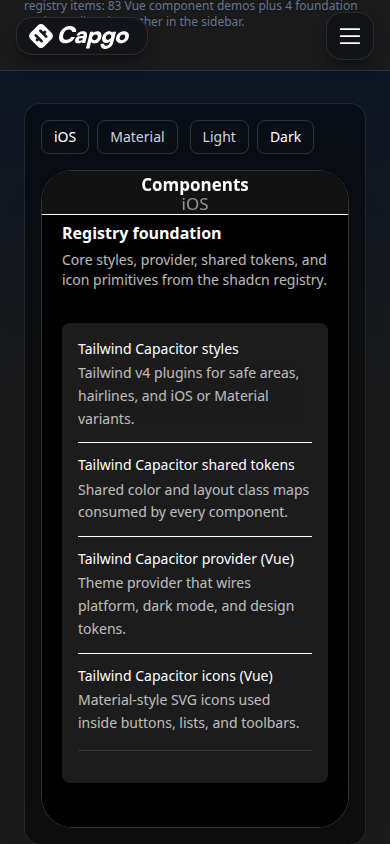 registry items: 83 Vue component demos plus 4 foundation
in the sidebar.
Capgo
iOS
Material
Light
Dark
Components
iOS
Registry foundation
Core styles, provider, shared tokens, and
icon primitives from the shadcn registry.
Tailwind Capacitor styles
Tailwind v4 plugins for safe areas,
hairlines, and iOS or Material
variants.
Tailwind Capacitor shared tokens
Shared color and layout class maps
consumed by every component.
Tailwind Capacitor provider (Vue)
Theme provider that wires
platform, dark mode, and design
tokens.
Tailwind Capacitor icons (Vue)
Material-style SVG icons used
inside buttons, lists, and toolbars.